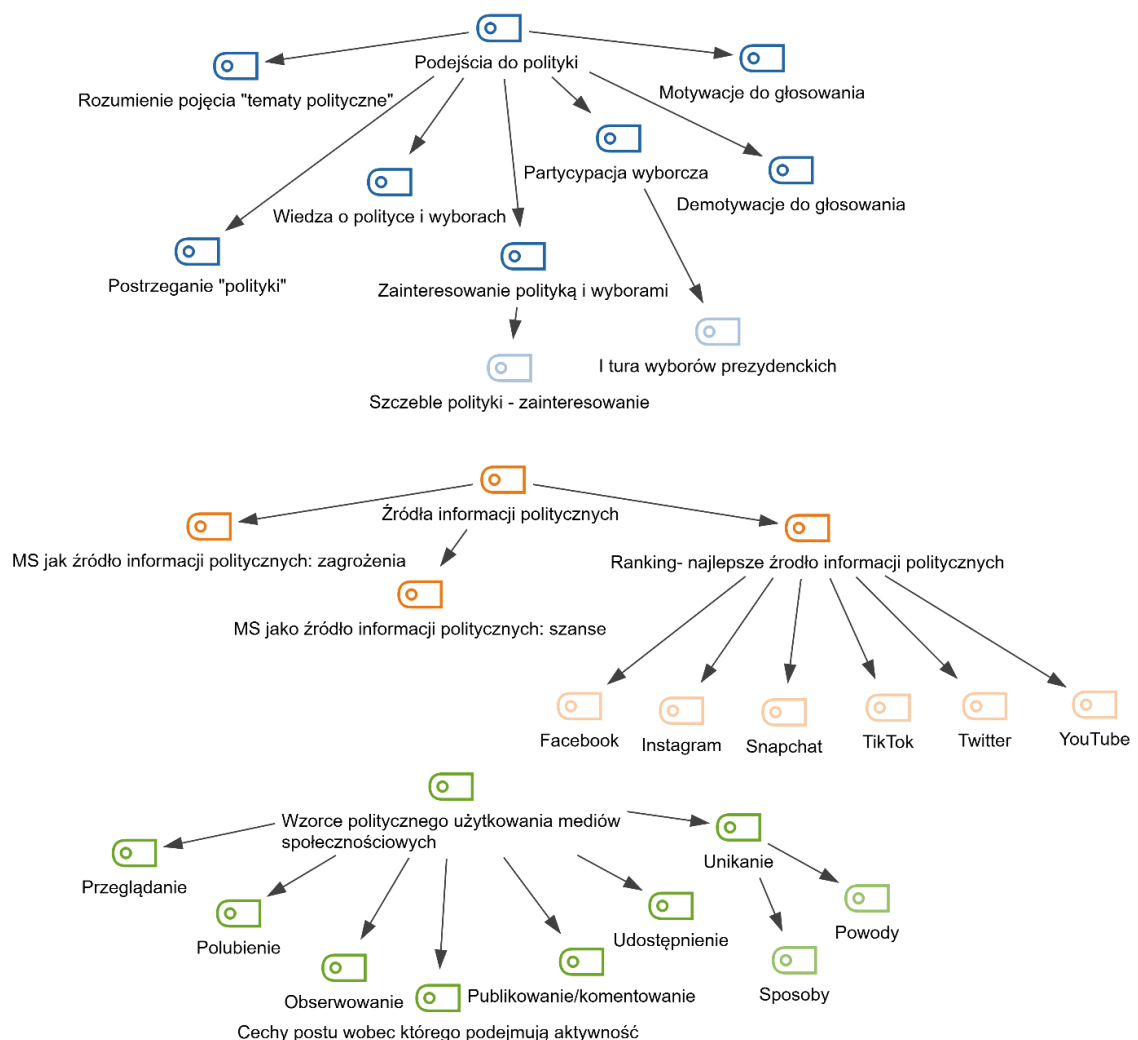 Podejścia do polityki
Rozumienie pojęcia "tematy polityczne"
Motywacje do głosowania
Partycypacja wyborcza
Demotywacje do głosowania
Wiedza o polityce i wyborach
Postrzeganie "polityki"
Zainteresowanie polityką i wyborami
I tura wyborów prezydenckich
Szczeble polityki - zainteresowanie
Źródła informacji politycznych
MS jak źródło informacji politycznych: zagrożenia
Ranking- najlepsze źrodło informacji politycznych
MS jako źródło informacji politycznych: szanse
Facebook
Instagram
Snapchat
TikTok
Twitter
YouTube
Wzorce politycznego użytkowania mediów
społecznościowych
Unikanie
Przeglądanie
Polubienie
Udostępnienie
Powody
Obserwowanie
Publikowanie/komentowanie
Sposoby
Cechy postu wobec którego podejmują aktywność